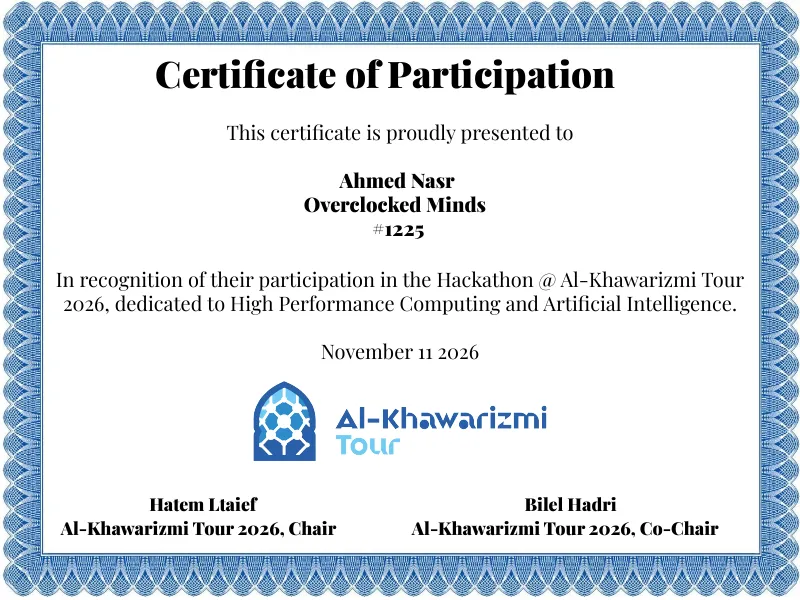 Certificate of Participation
This certificate is proudly presented to
Ahmed Nasr
Overclocked Minds
#1225
In recognition of their participation in the Hackathon @ Al-Khawarizmi Tour
2026, dedicated to High Performance Computing and Artificial Intelligence.
November 11 2026
Al-Khawarizmi
Tour
Hatem Ltaief
Al-Khawarizmi Tour 2026, Chair
Bilel Hadri
Al-Khawarizmi Tour 2026, Co-Chair